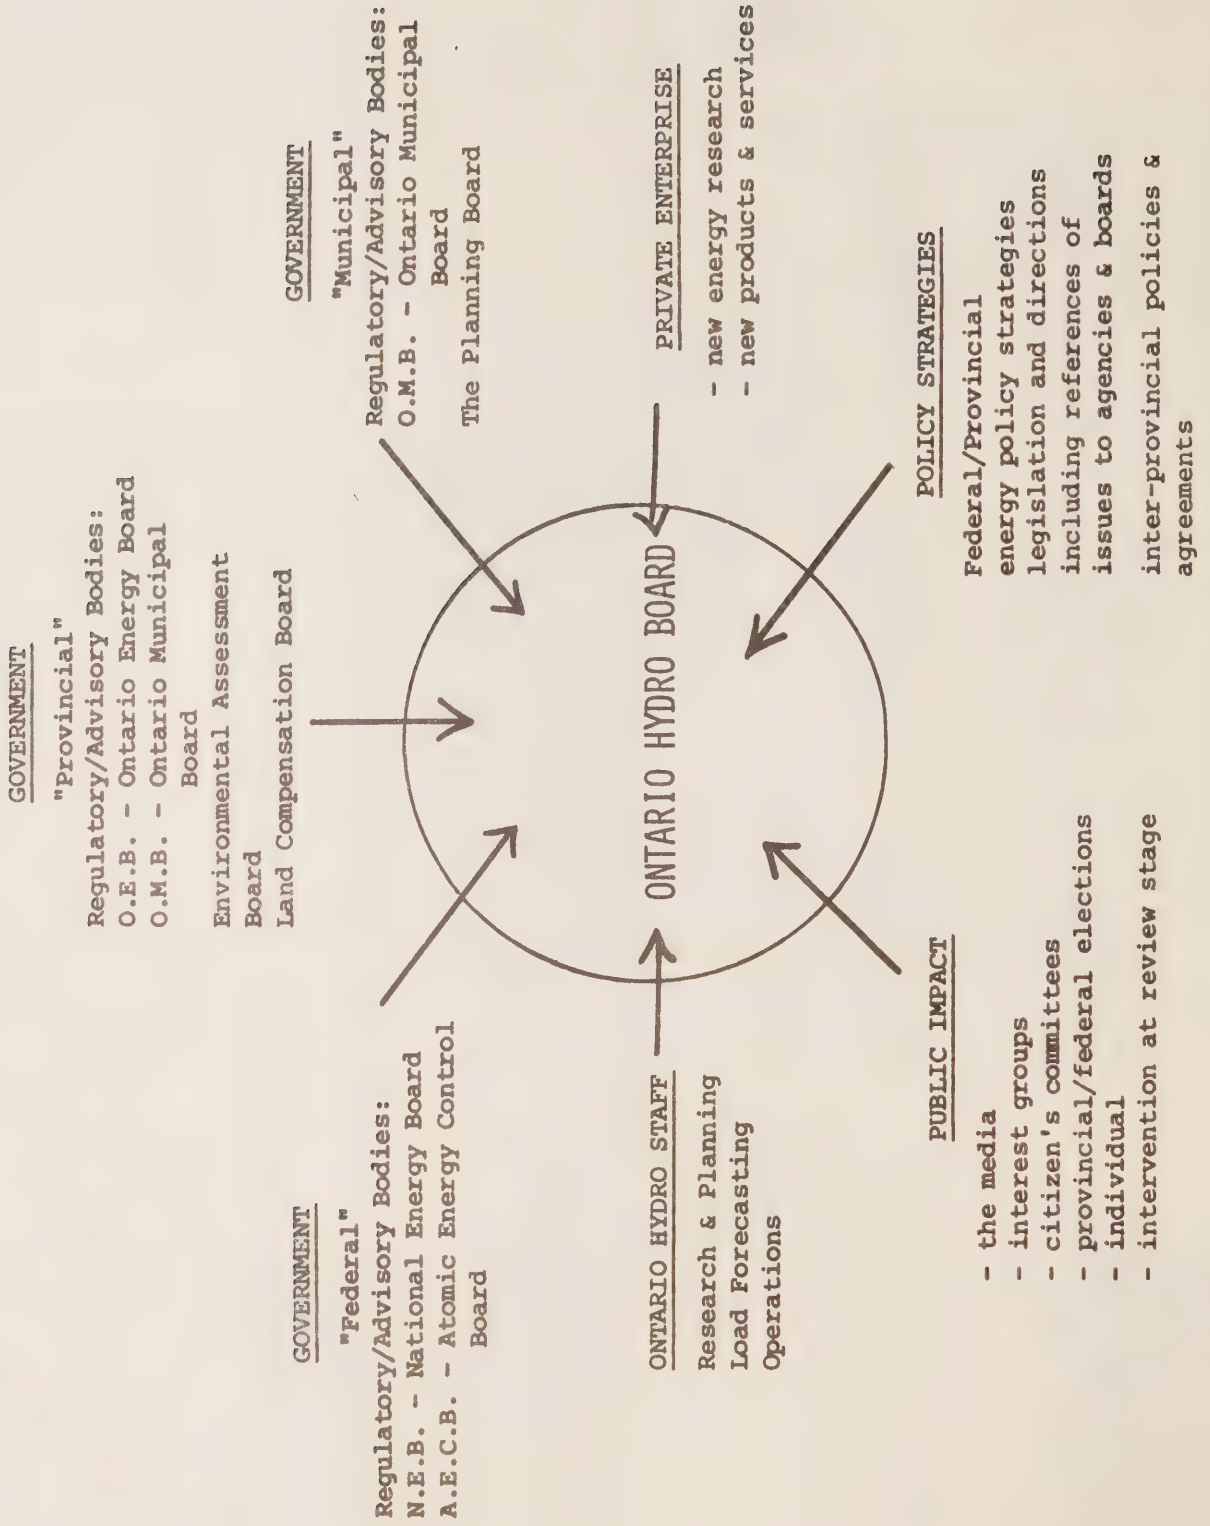 GOVERNMENT
"Provincial"
Regulatory/Advisory Bodies:
O.E.B. - Ontario Energy Board
O.M.B. - Ontario Municipal
Board
Environmental Assessment
Board
Land Compensation Board
GOVERNMENT
"Federal"
Regulatory/Advisory Bodies:
N.E.B. - National Energy Board
A.E.C.B. - Atomic Energy Control
Board
GOVERNMENT
"Municipal"
Regulatory/Advisory Bodies:
O.M.B. - Ontario Municipal
Board
The Planning Board
ONTARIO HYDRO STAFF
Research & Planning
Load Forecasting
Operations
ONTARIO HYDRO BOARD
PRIVATE ENTERPRISE
- new energy research
- new products & services
PUBLIC IMPACT
- the media
- interest groups
- citizen's committees
- provincial/federal elections
- individual
- intervention at review stage
POLICY STRATEGIES
Federal/Provincial
energy policy strategies
legislation and directions
including references of
issues to agencies & boards
inter-provincial policies &
agreements